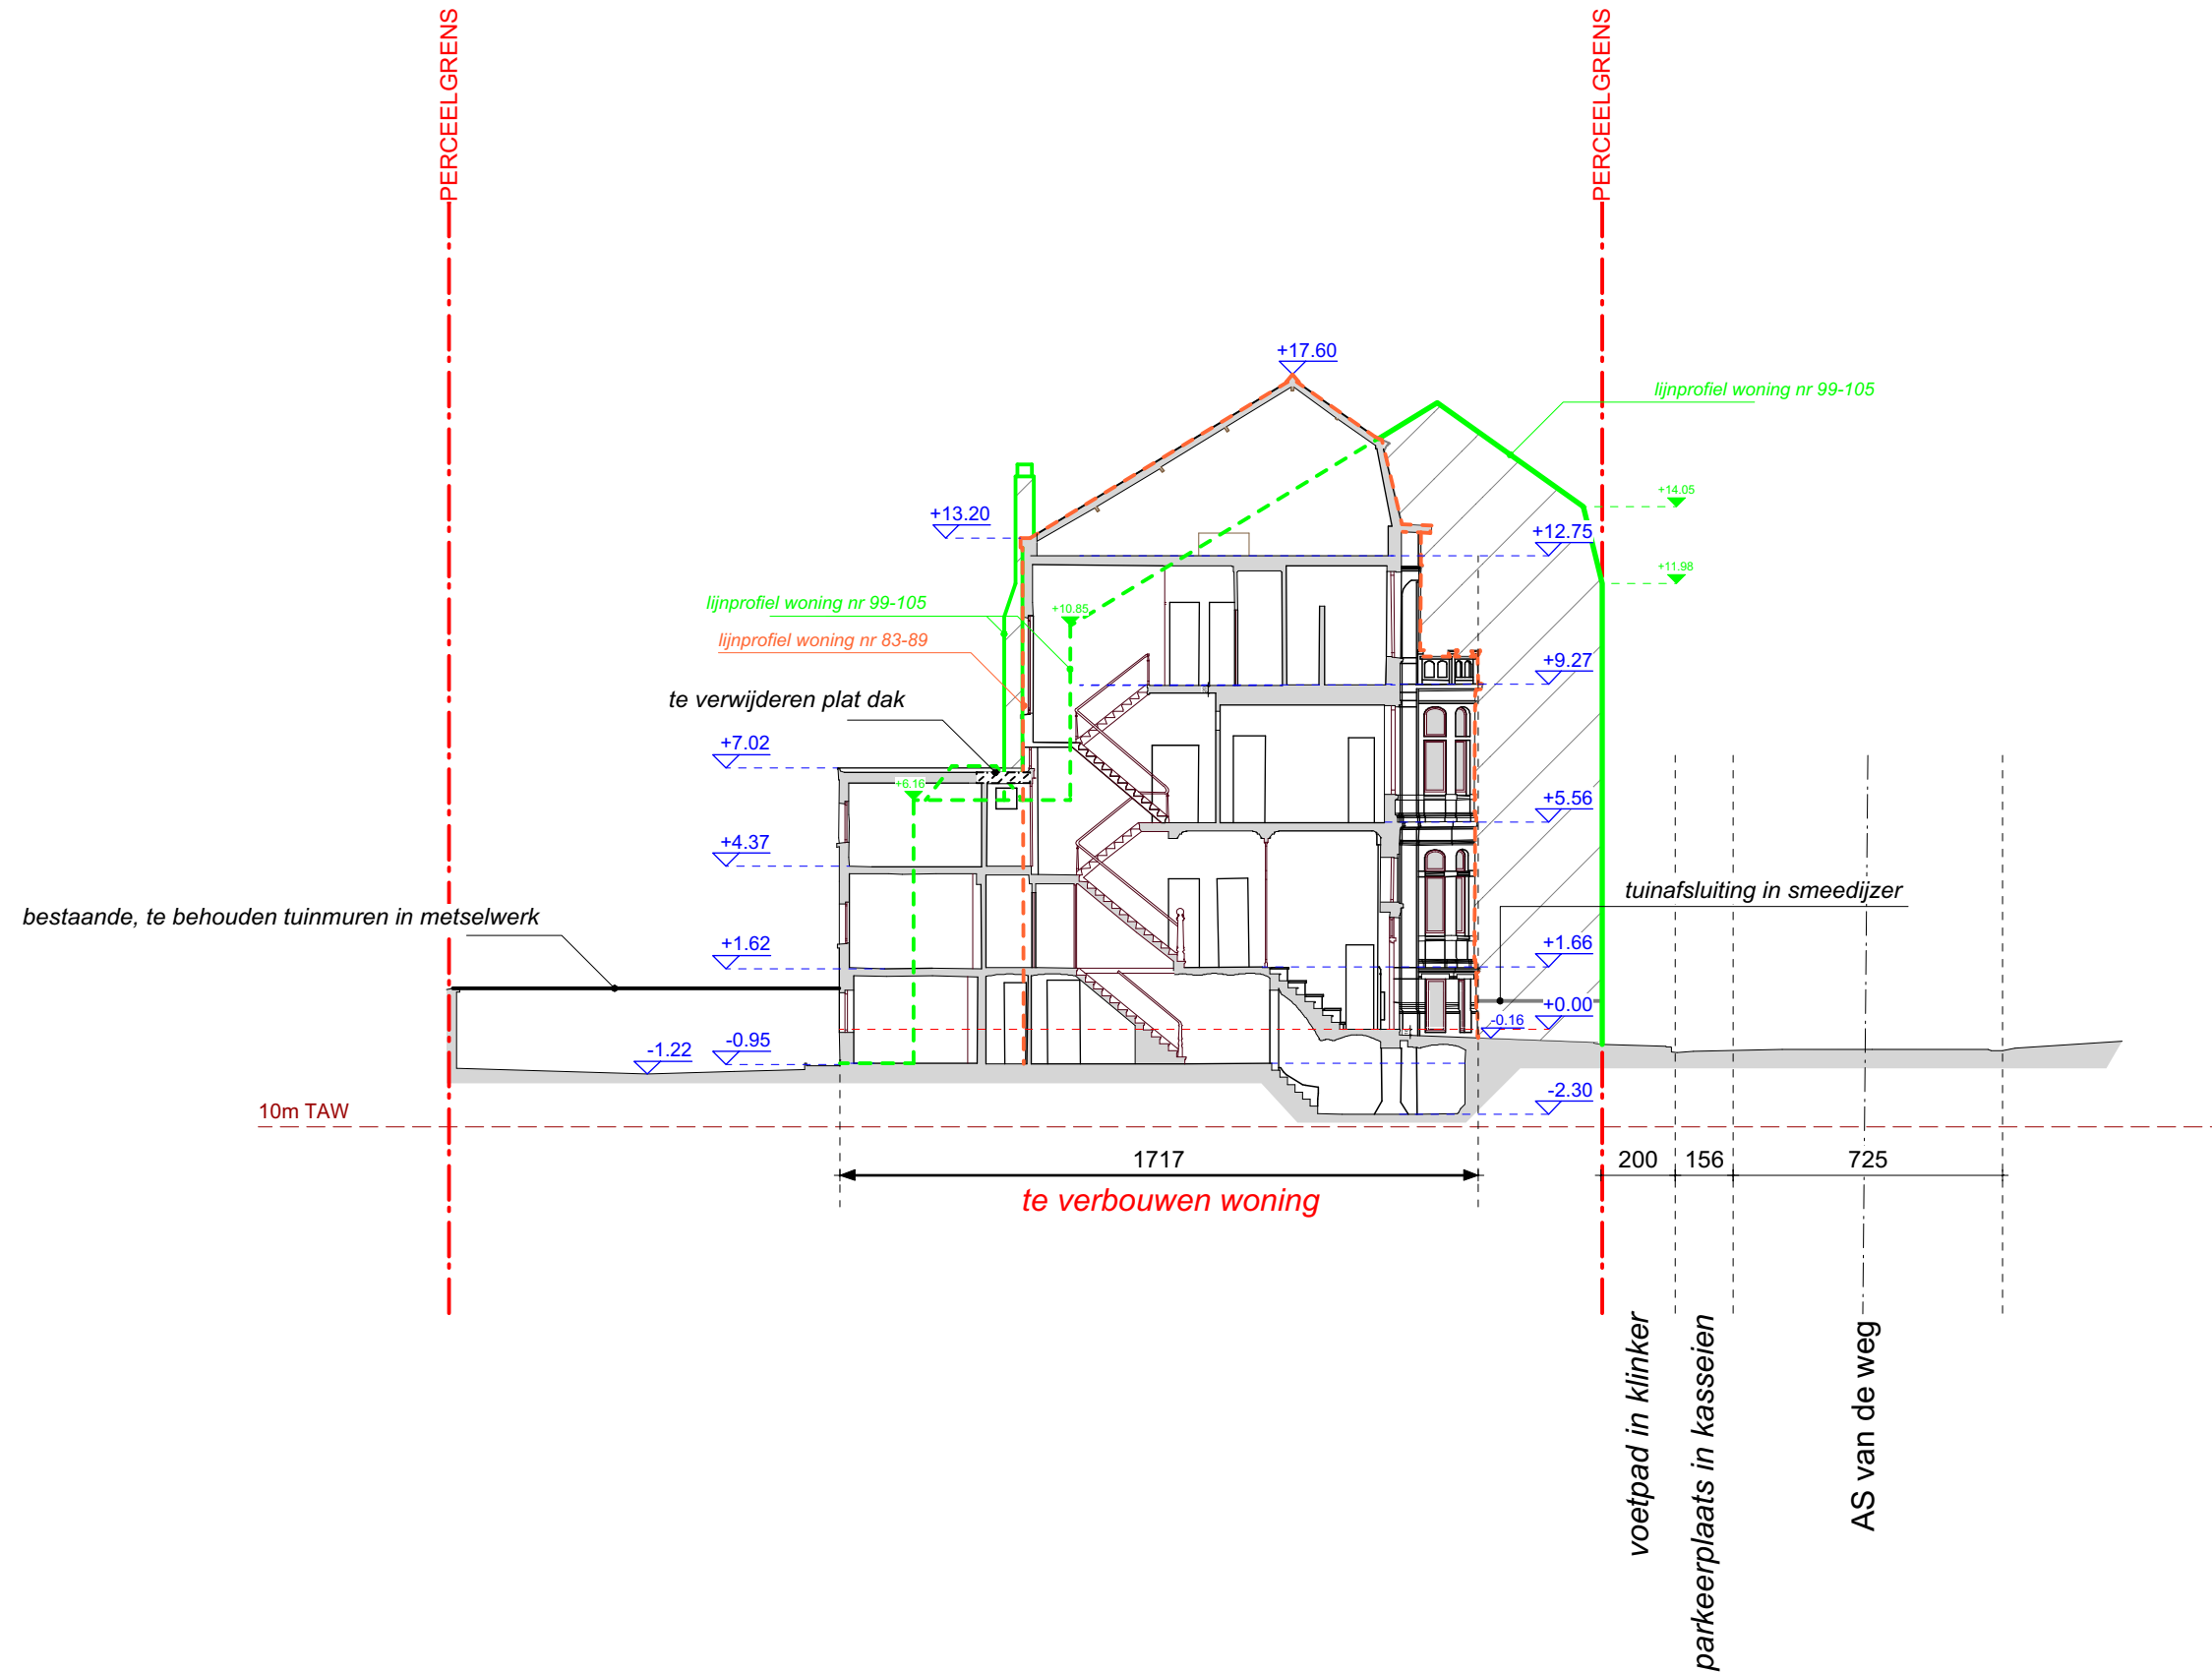 PERCEELGRENS
PERCEELGRENS
+17.60
lijnprofiel woning nr 99-105
+14.05
+13.20
+12.75
+11.98
lijnprofiel woning nr 99-105
+10.85
lijnprofiel woning nr 83-89
+9.27
te verwijderen plat dak
+7.02
+6.16
+5.56
+4.37
tuinafsluiting in smeedijzer
bestaande, te behouden tuinmuren in metselwerk
+1.62
+1.66
+0.00
-0.16
-0.95
-1.22
-2.30
10m TAW
1717
200
156
725
te verbouwen woning
voetpad in klinker
parkeerplaats in kasseien
AS van de weg